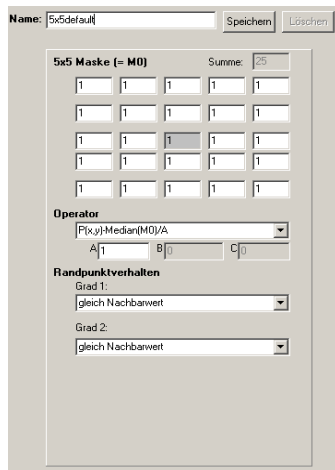 Name: 5x5default Speichern Löschen
5x5 Maske (= M0) Summe: 25
1 1 1 1 1
1 1 1 1 1
1 1 1 1 1
1 1 1 1 1
1 1 1 1 1
Operator
P(x,y)-Median(M0)/A
A 1 B 0 C 0
Randpunktverhalten
Grad 1:
gleich Nachbarwert
Grad 2:
gleich Nachbarwert